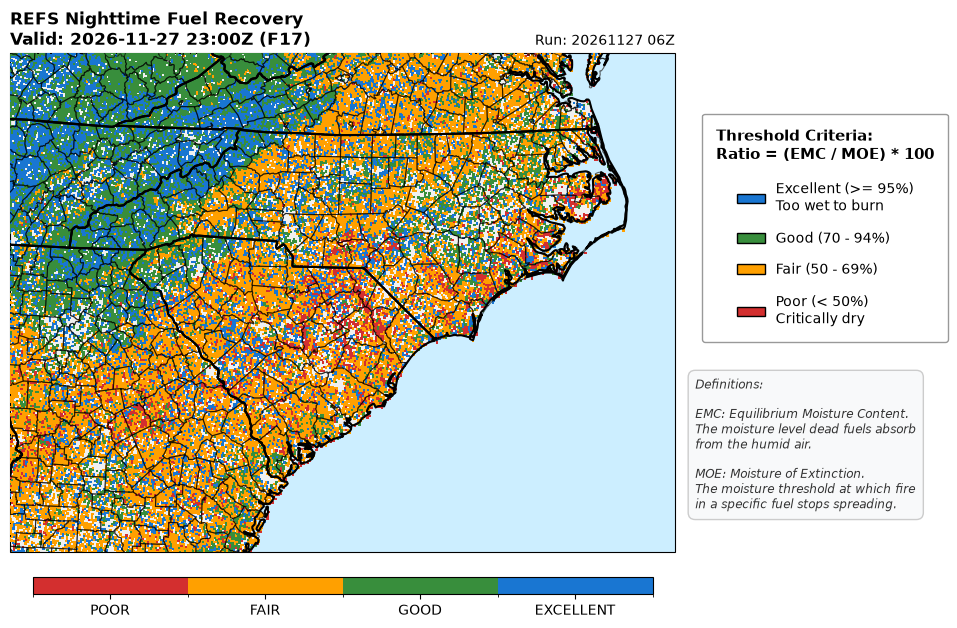 REFS Nighttime Fuel Recovery
Valid: 2026-11-27 23:00Z (F17)
Run: 20261127 06Z
Threshold Criteria:
Ratio = (EMC / MOE) * 100
Excellent (>= 95%)
Too wet to burn
Good (70 - 94%)
Fair (50 - 69%)
Poor (< 50%)
Critically dry
Definitions:
EMC: Equilibrium Moisture Content.
The moisture level dead fuels absorb
from the humid air.
MOE: Moisture of Extinction.
The moisture threshold at which fire
in a specific fuel stops spreading.
POOR
FAIR
GOOD
EXCELLENT